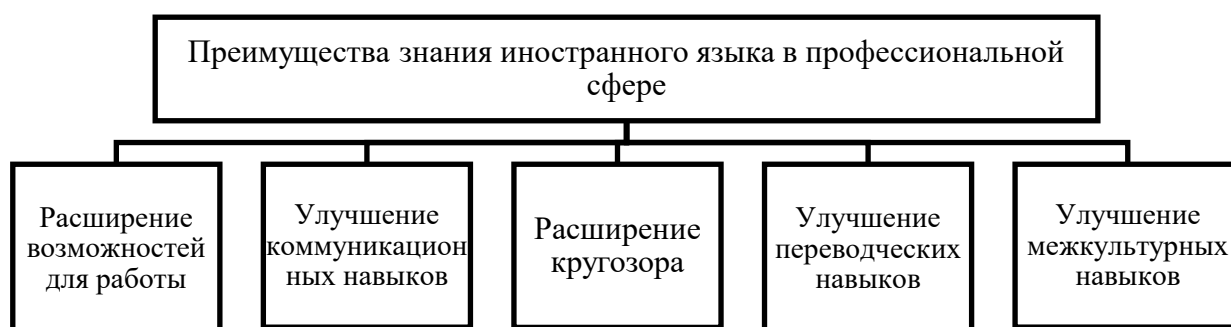 Преимущества знания иностранного языка в профессиональной
сфере
Расширение
возможностей
для работы
Улучшение
коммуникацион
ных навыков
Расширение
кругозора
Улучшение
переводческих
навыков
Улучшение
межкультурных
навыков